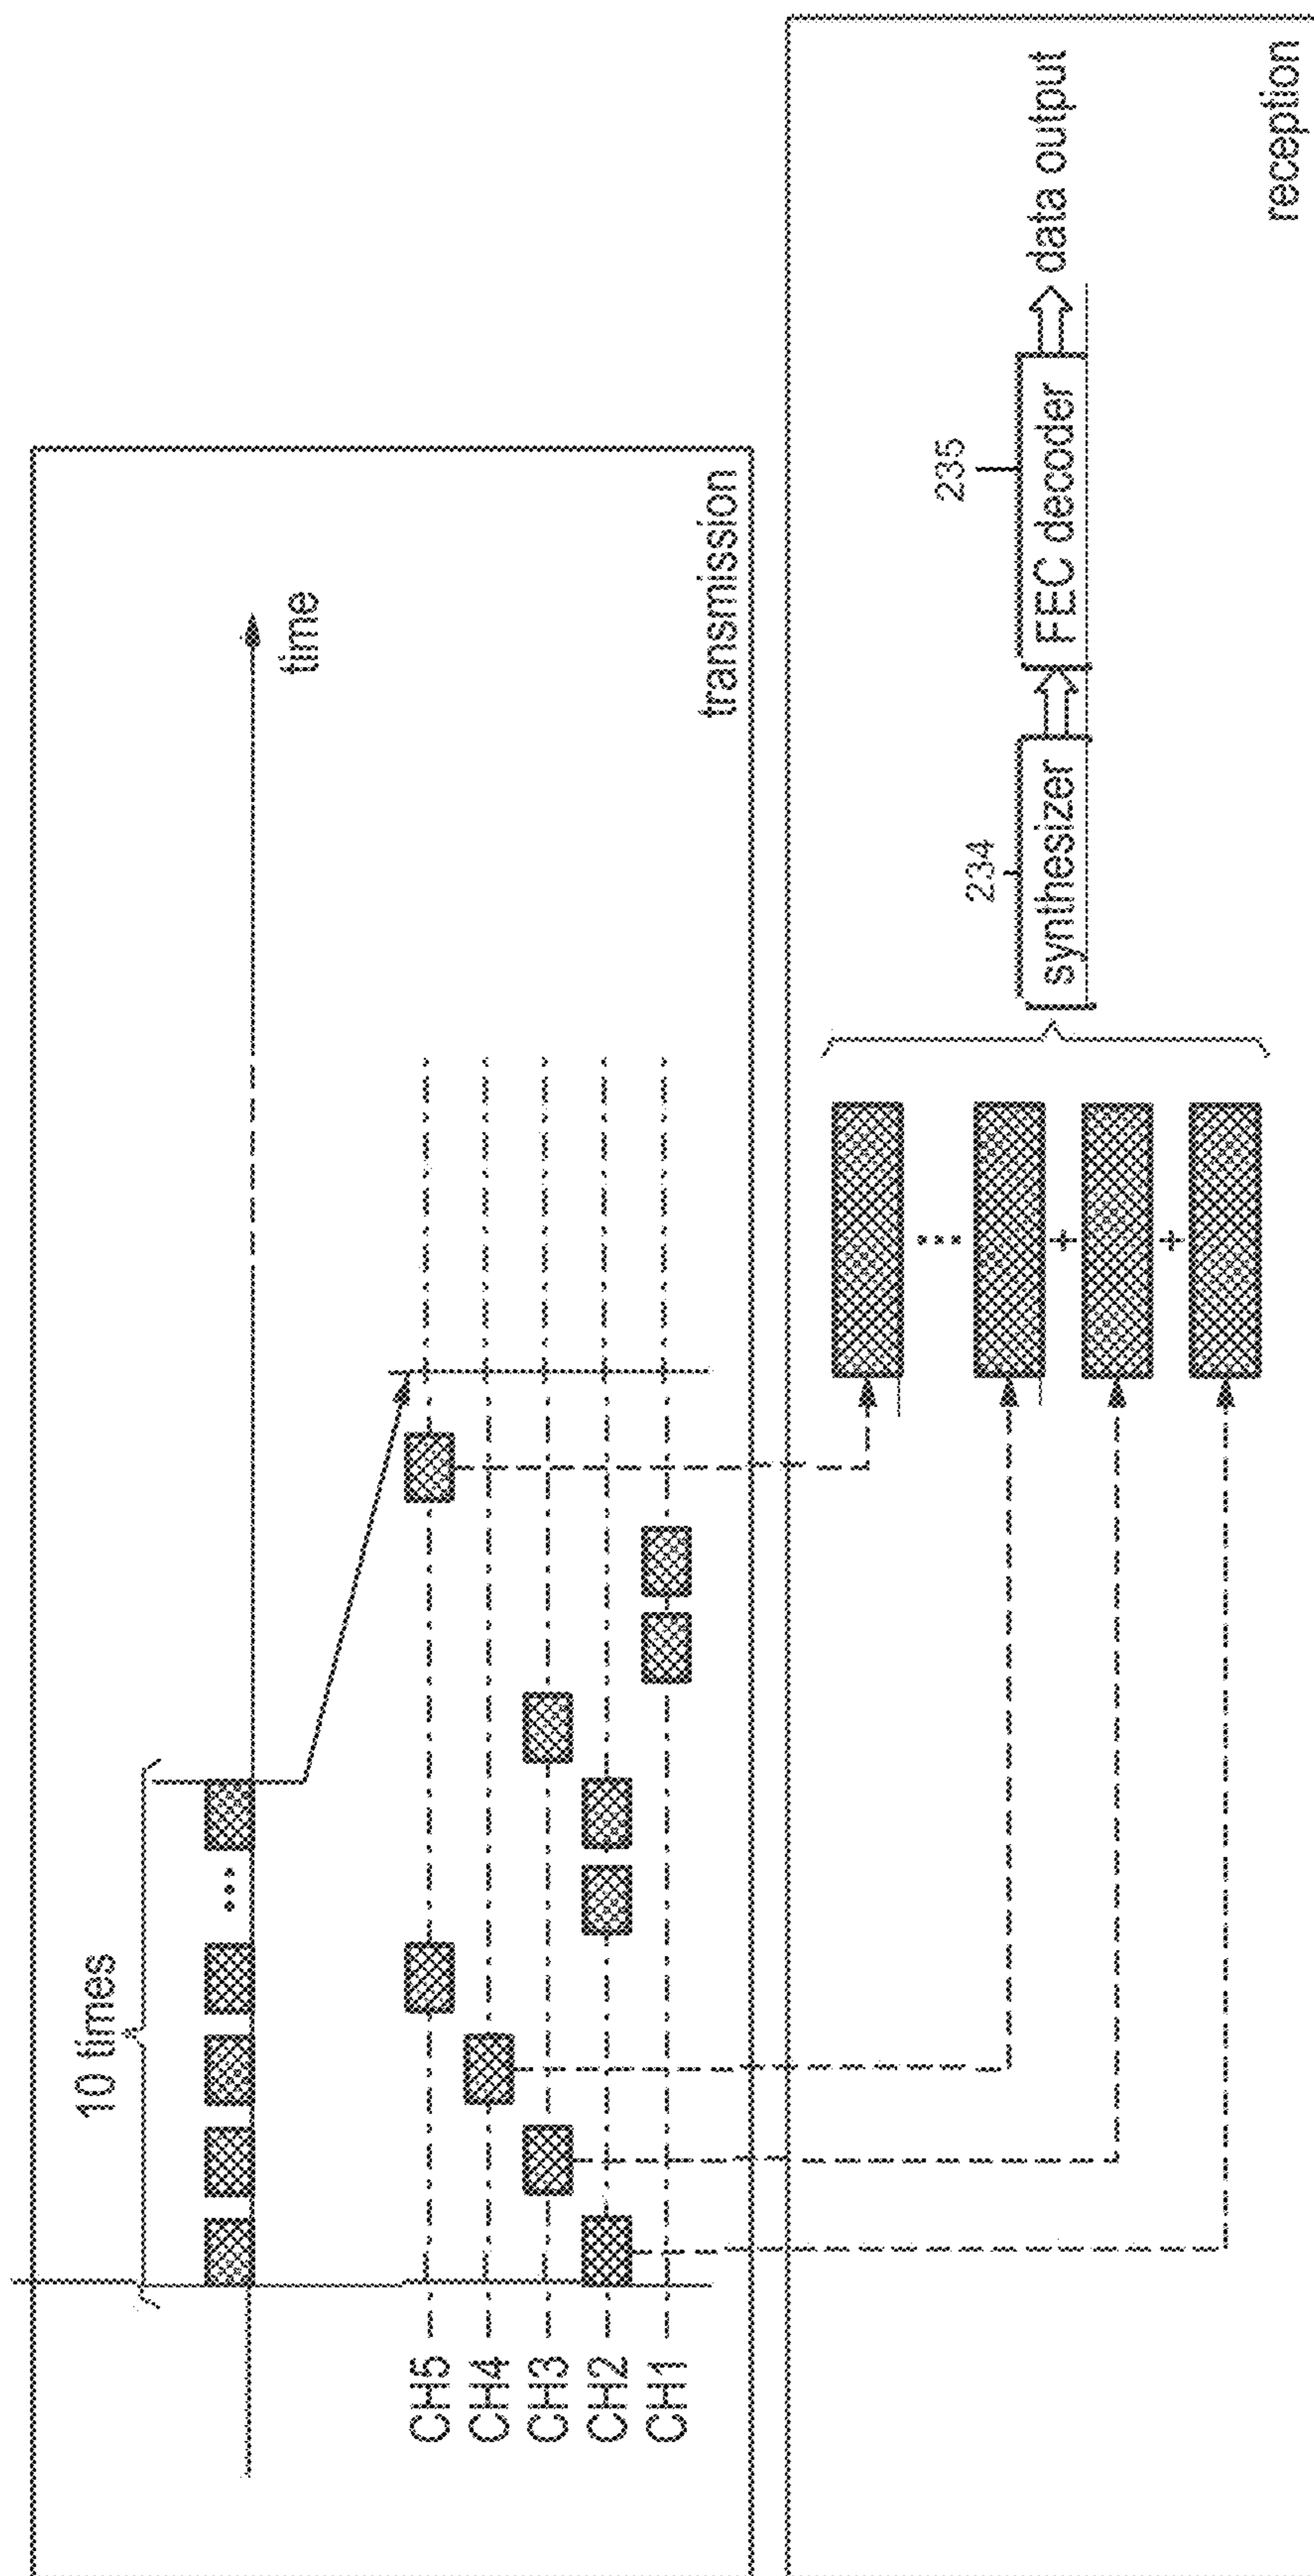 10 times
...
time
CH5
CH4
CH3
CH2
CH1
transmission
...
+
+
234
synthesizer
235
FEC decoder
data output
reception